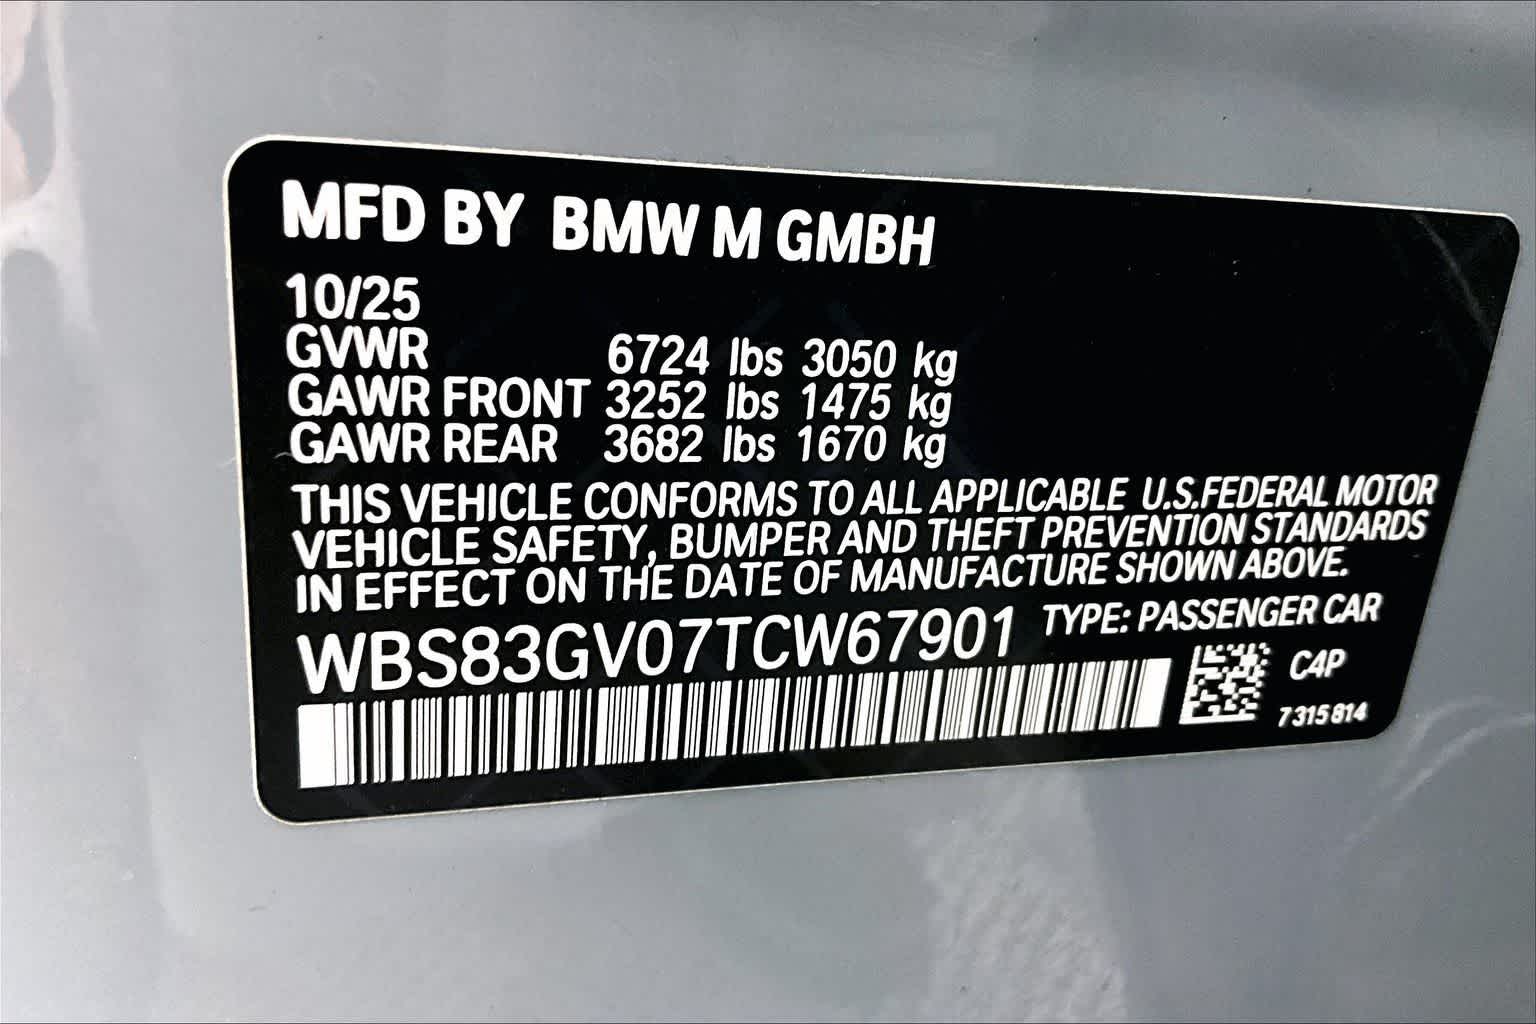 MFD BY BMW M GMBH
10/25
GVWR 6724 lbs 3050 kg
GAWR FRONT 3252 lbs 1475 kg
GAWR REAR 3682 lbs 1670 kg
THIS VEHICLE CONFORMS TO ALL APPLICABLE U.S.FEDERAL MOTOR
VEHICLE SAFETY, BUMPER AND THEFT PREVENTION STANDARDS
IN EFFECT ON THE DATE OF MANUFACTURE SHOWN ABOVE.
WBS83GV07TCW67901 TYPE: PASSENGER CAR
C4P
7315814